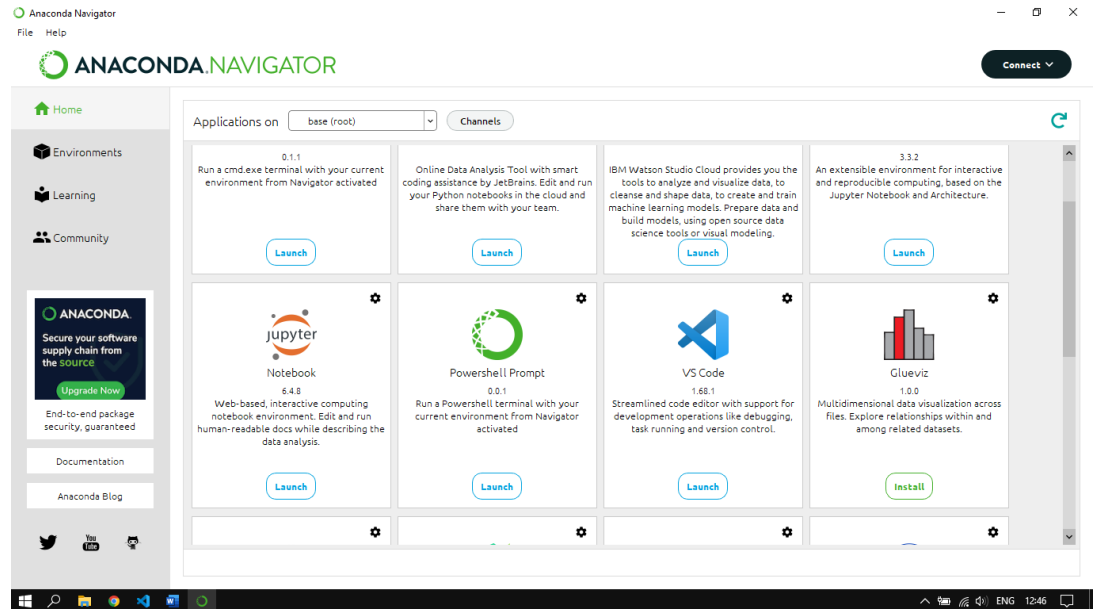 Anaconda Navigator
File Help
ANACONDA.NAVIGATOR
Connect
Home
Environments
Learning
Community
ANACONDA.
Secure your software
supply chain from
the source
Upgrade Now
End-to-end package
security, guaranteed
Documentation
Anaconda Blog
You
Tube
Applications on
base (root)
Channels
0.1.1
Run a cmd.exe terminal with your current
environment from Navigator activated
Launch
Online Data Analysis Tool with smart
coding assistance by JetBrains. Edit and run
your Python notebooks in the cloud and
share them with your team.
Launch
IBM Watson Studio Cloud provides you the
tools to analyze and visualize data, to
cleanse and shape data, to create and train
machine learning models. Prepare data and
build models, using open source data
science tools or visual modeling.
Launch
3.3.2
An extensible environment for interactive
and reproducible computing, based on the
Jupyter Notebook and Architecture.
Launch
jupyter
Notebook
6.4.8
Web-based, interactive computing
notebook environment. Edit and run
human-readable docs while describing the
data analysis.
Launch
Powershell Prompt
0.0.1
Run a Powershell terminal with your
current environment from Navigator
activated
Launch
VS Code
1.68.1
Streamlined code editor with support for
development operations like debugging,
task running and version control.
Launch
Glueviz
1.0.0
Multidimensional data visualization across
files. Explore relationships within and
among related datasets.
Install
ENG 12:46